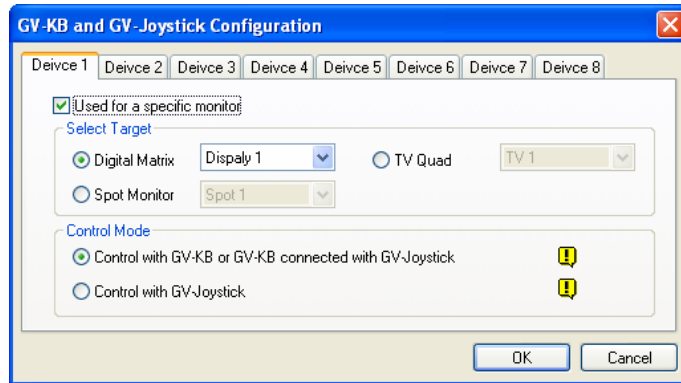 GV-KB and GV-Joystick Configuration
Deivce 1 Deivce 2 Deivce 3 Deivce 4 Deivce 5 Deivce 6 Deivce 7 Deivce 8
Used for a specific monitor
Select Target
Digital Matrix Dispaly 1 TV Quad TV 1
Spot Monitor Spot 1
Control Mode
Control with GV-KB or GV-KB connected with GV-Joystick
Control with GV-Joystick
OK Cancel